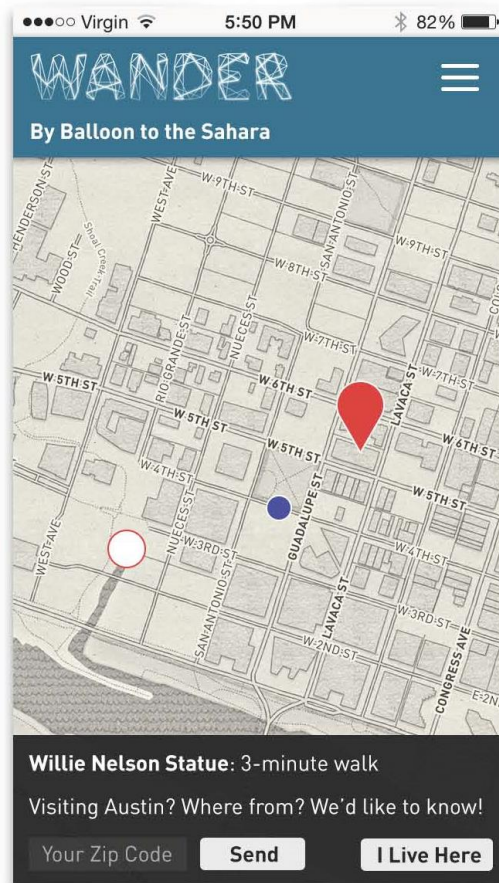 Virgin 5:50 PM 82%
WANDER
By Balloon to the Sahara
HENDERSON ST
W 9TH ST
WEST AVE
SAN ANTONIO ST
W 9TH ST
Shoal Creek Trail
WOOD ST
W 8TH ST
NUECES ST
RIO GRANDE ST
W 7TH ST
LAVACA ST
W 7TH ST
W 5TH ST
W 6TH ST
W 6TH ST
W 5TH ST
W 5TH ST
W 5TH ST
W 4TH ST
GUADALUPE ST
NUECES ST
W 3RD ST
W 4TH ST
WEST AVE
SAN ANTONIO ST
LAVACA ST
W 3RD ST
W 2ND ST
CONGRESS AVE
E 2N
Willie Nelson Statue: 3-minute walk
Visiting Austin? Where from? We'd like to know!
Your Zip Code Send I Live Here